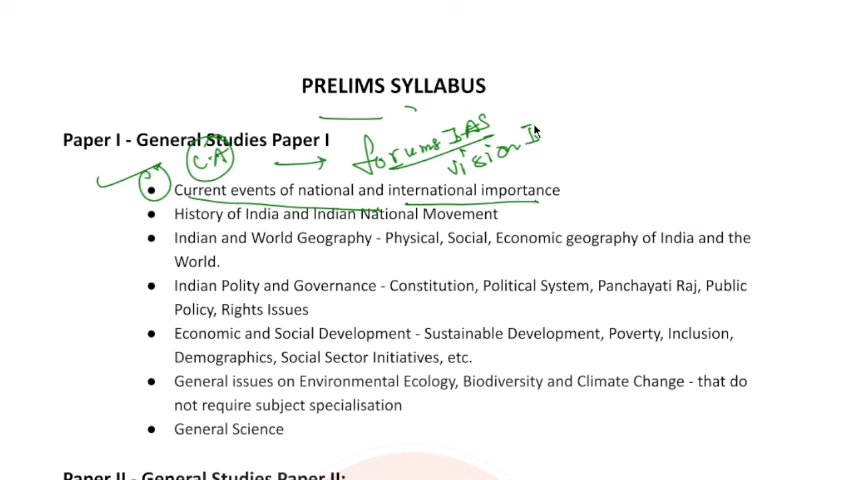 PRELIMS SYLLABUS
Paper I - General Studies Paper I
C.A → forums IAS
vision I
● Current events of national and international importance
● History of India and Indian National Movement
● Indian and World Geography - Physical, Social, Economic geography of India and the
World.
● Indian Polity and Governance - Constitution, Political System, Panchayati Raj, Public
Policy, Rights Issues
● Economic and Social Development - Sustainable Development, Poverty, Inclusion,
Demographics, Social Sector Initiatives, etc.
● General issues on Environmental Ecology, Biodiversity and Climate Change - that do
not require subject specialisation
● General Science
Paper II - General Studies Paper II: